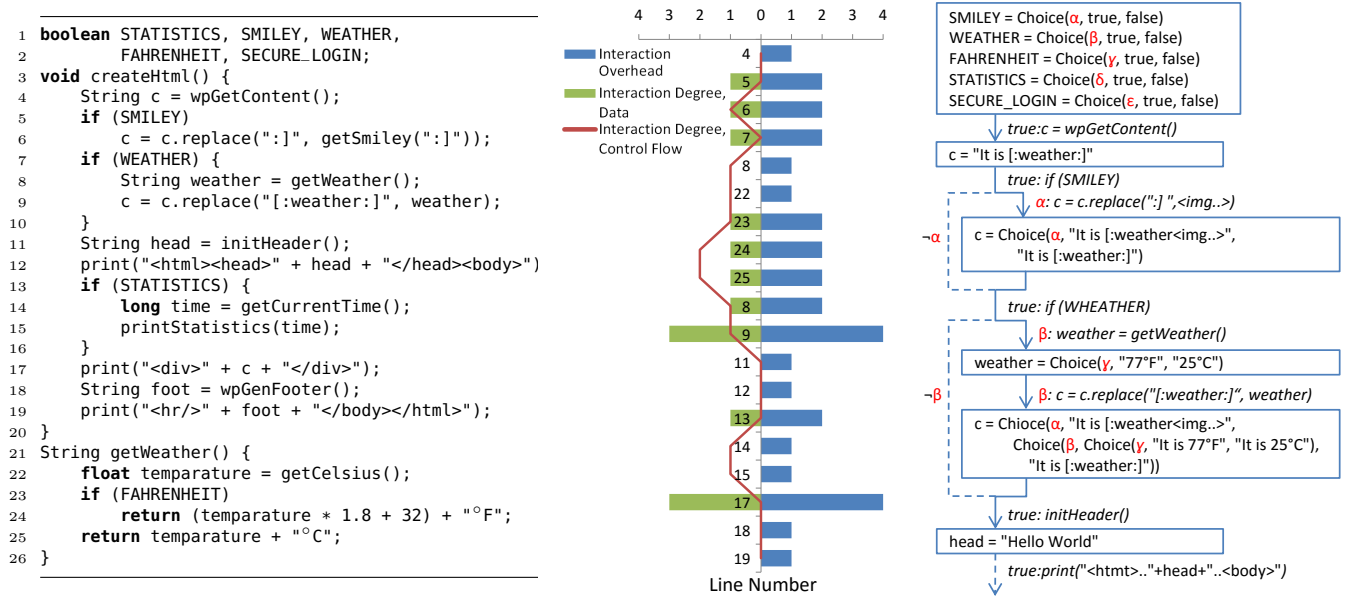 1 boolean STATISTICS, SMILEY, WEATHER,
2 FAHRENHEIT, SECURE_LOGIN;
3 void createHtml() {
4 String c = wpGetContent();
5 if (SMILEY)
6 c = c.replace(":]", getSmiley(":]"));
7 if (WEATHER) {
8 String weather = getWeather();
9 c = c.replace("[:weather:]", weather);
10 }
11 String head = initHeader();
12 print("<html><head>" + head + "</head><body>")
13 if (STATISTICS) {
14 long time = getCurrentTime();
15 printStatistics(time);
16 }
17 print("<div>" + c + "</div>");
18 String foot = wpGenFooter();
19 print("<hr/>" + foot + "</body></html>");
20 }
21 String getWeather() {
22 float temparature = getCelsius();
23 if (FAHRENHEIT)
24 return (temparature * 1.8 + 32) + "°F";
25 return temparature + "°C";
26 }
4 3 2 1 0 1 2 3 4
Interaction
Overhead
Interaction Degree,
Data
Interaction Degree,
Control Flow
4
5
6
7
8
22
23
24
25
8
9
11
12
13
14
15
17
18
19
Line Number
SMILEY = Choice(α, true, false)
WEATHER = Choice(β, true, false)
FAHRENHEIT = Choice(γ, true, false)
STATISTICS = Choice(δ, true, false)
SECURE_LOGIN = Choice(ε, true, false)
true:c = wpGetContent()
c = "It is [:weather:]"
true: if (SMILEY)
α: c = c.replace(":] ",<img..>)
¬α
c = Choice(α, "It is [:weather<img..>",
"It is [:weather:]")
true: if (WHEATHER)
β: weather = getWeather()
weather = Choice(γ, "77°F", "25°C")
¬β
β: c = c.replace("[:weather:]“, weather)
c = Chioce(α, "It is [:weather<img..>",
Choice(β, Choice(γ, "It is 77°F", "It is 25°C"),
"It is [:weather:]"))
true: initHeader()
head = "Hello World"
true:print("<htmt>.."+head+"..<body>")